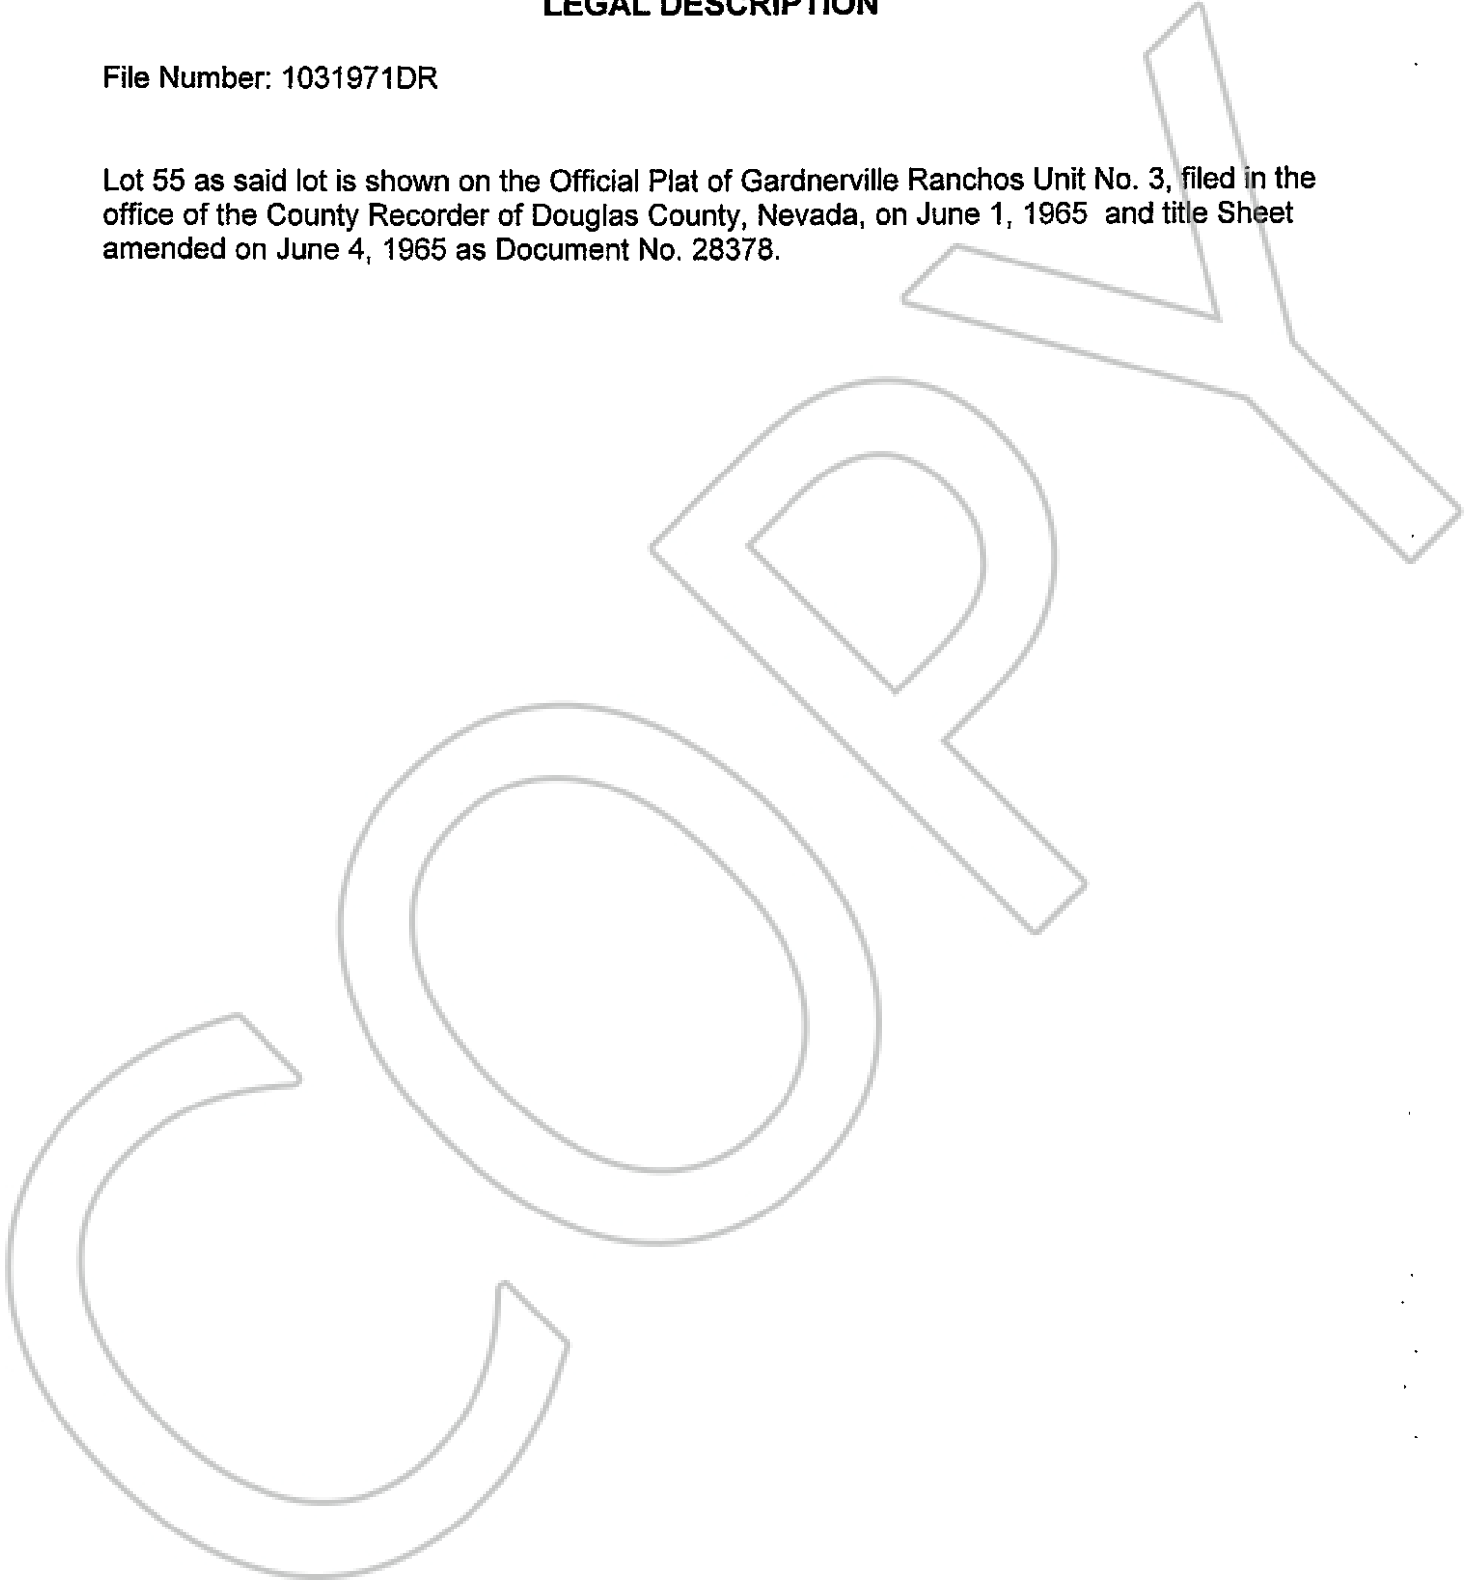 LEGAL DESCRIPTION
File Number: 1031971DR
Lot 55 as said lot is shown on the Official Plat of Gardnerville Ranchos Unit No. 3, filed in the
office of the County Recorder of Douglas County, Nevada, on June 1, 1965 and title Sheet
amended on June 4, 1965 as Document No. 28378.
COPY